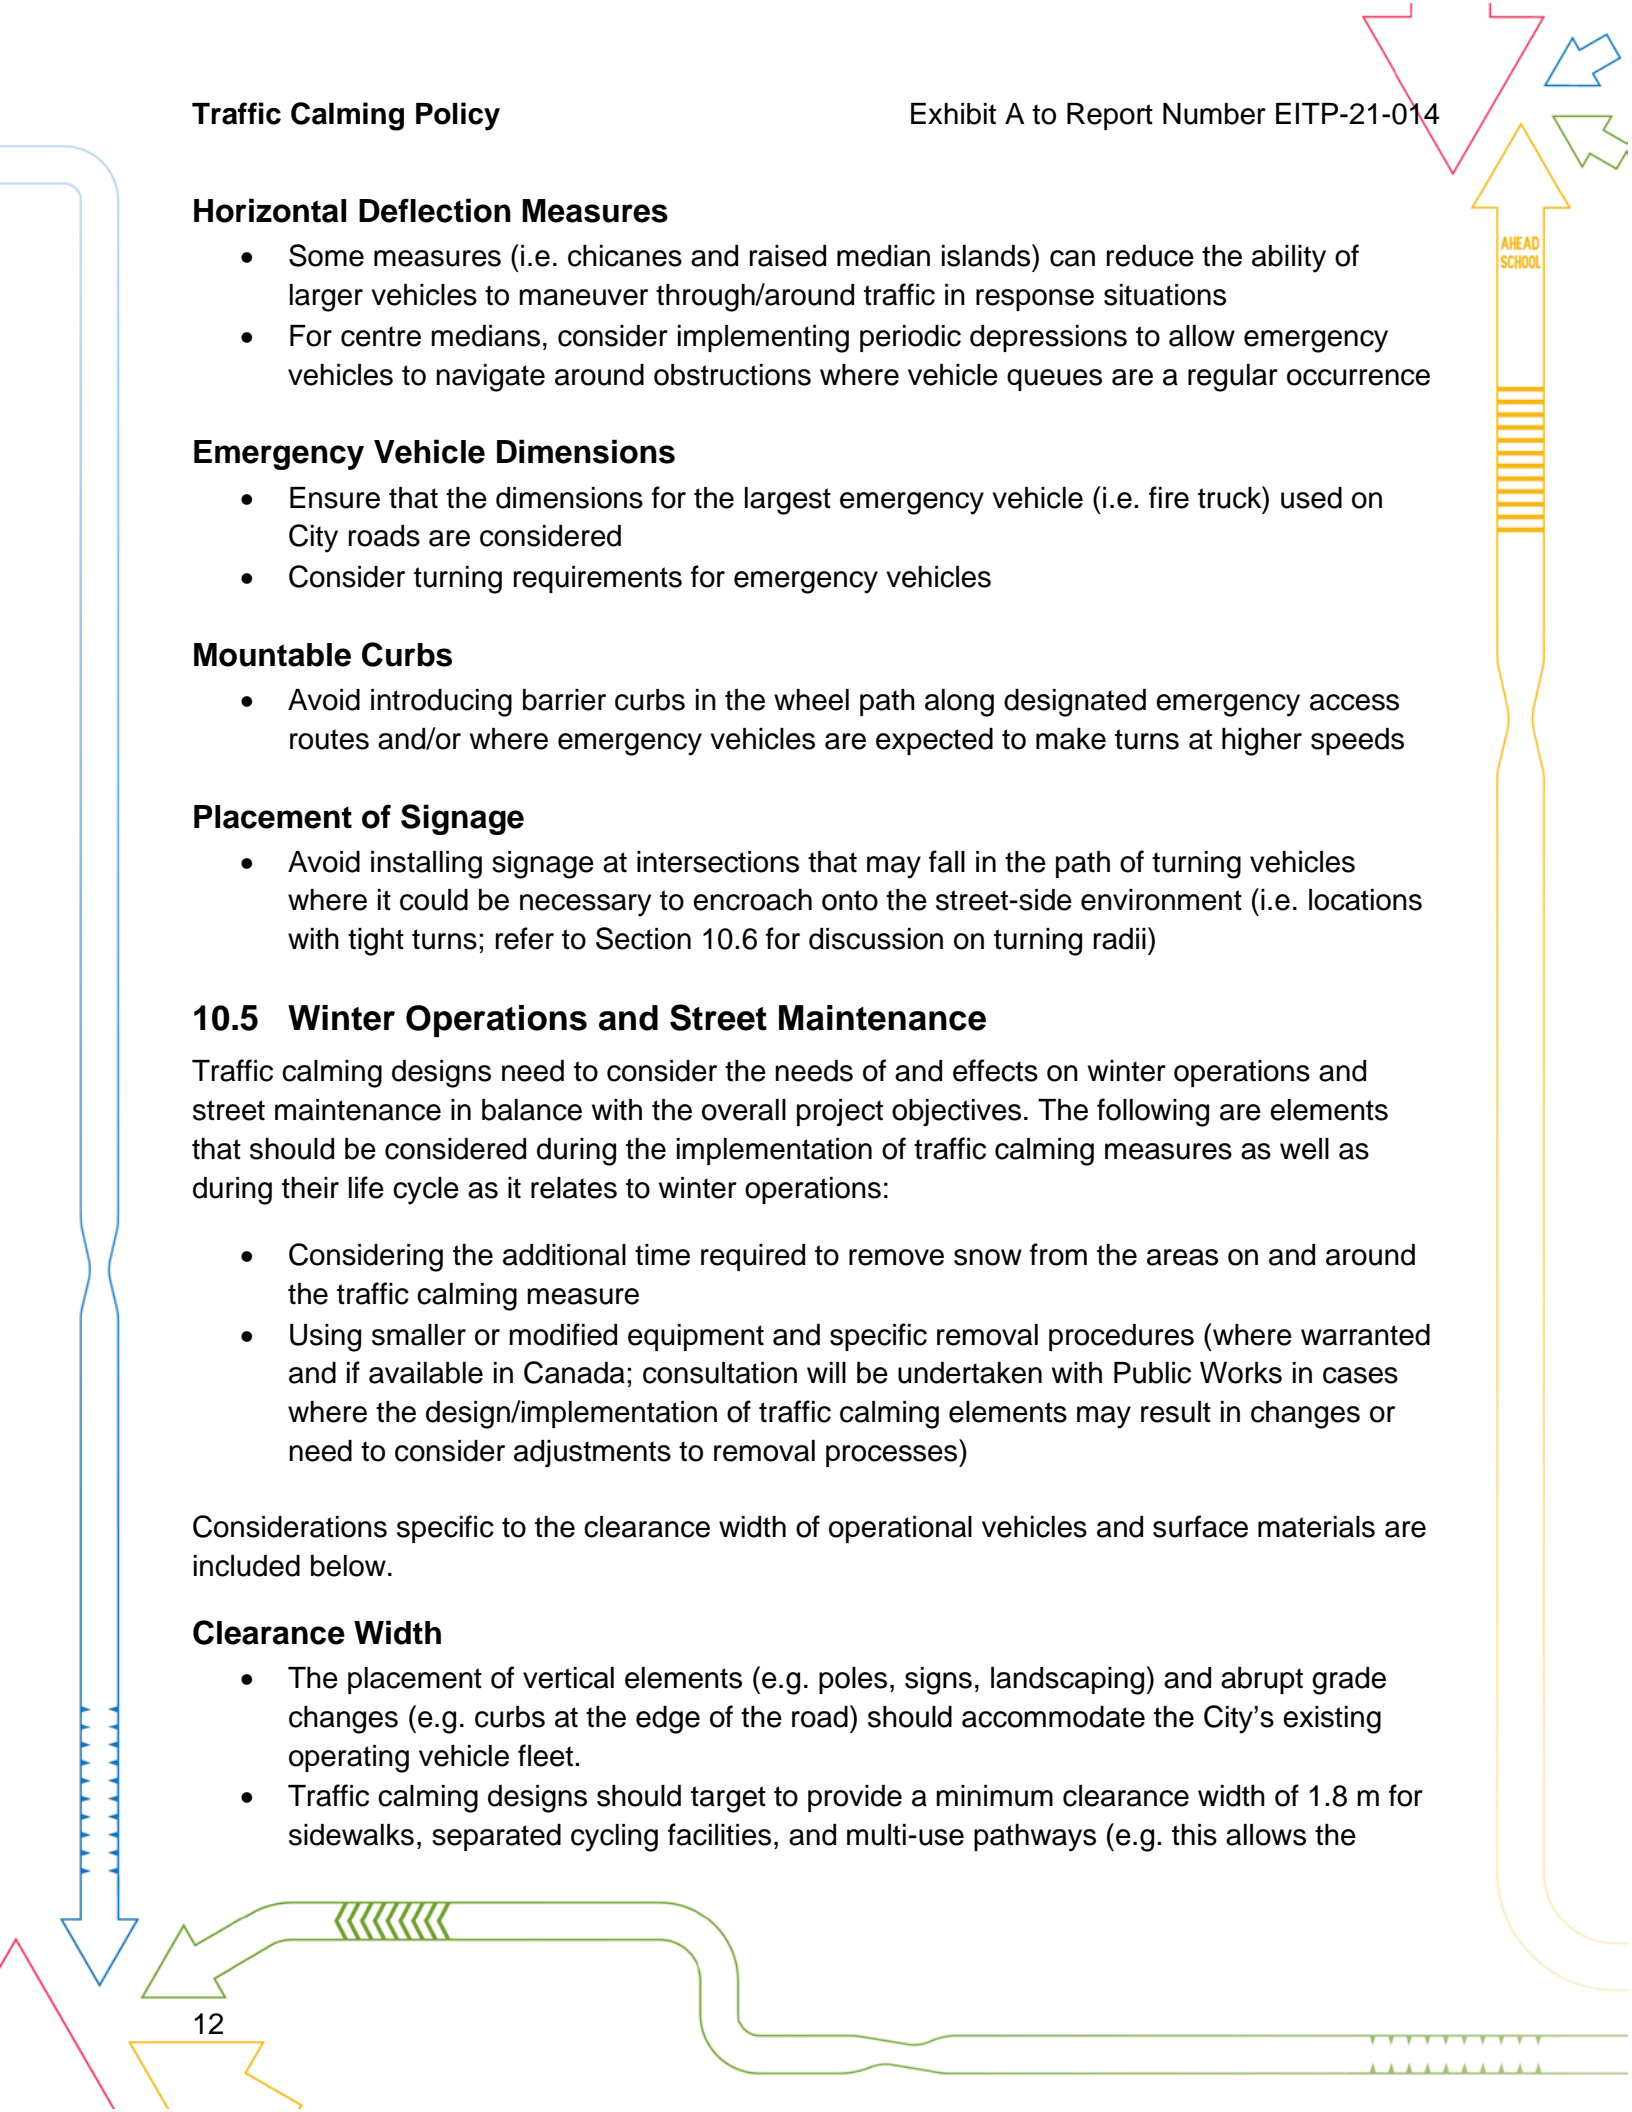 Traffic Calming Policy Exhibit A to Report Number EITP-21-014
Horizontal Deflection Measures
• Some measures (i.e. chicanes and raised median islands) can reduce the ability of
larger vehicles to maneuver through/around traffic in response situations
• For centre medians, consider implementing periodic depressions to allow emergency
vehicles to navigate around obstructions where vehicle queues are a regular occurrence
Emergency Vehicle Dimensions
• Ensure that the dimensions for the largest emergency vehicle (i.e. fire truck) used on
City roads are considered
• Consider turning requirements for emergency vehicles
Mountable Curbs
• Avoid introducing barrier curbs in the wheel path along designated emergency access
routes and/or where emergency vehicles are expected to make turns at higher speeds
Placement of Signage
• Avoid installing signage at intersections that may fall in the path of turning vehicles
where it could be necessary to encroach onto the street-side environment (i.e. locations
with tight turns; refer to Section 10.6 for discussion on turning radii)
10.5 Winter Operations and Street Maintenance
Traffic calming designs need to consider the needs of and effects on winter operations and
street maintenance in balance with the overall project objectives. The following are elements
that should be considered during the implementation of traffic calming measures as well as
during their life cycle as it relates to winter operations:
• Considering the additional time required to remove snow from the areas on and around
the traffic calming measure
• Using smaller or modified equipment and specific removal procedures (where warranted
and if available in Canada; consultation will be undertaken with Public Works in cases
where the design/implementation of traffic calming elements may result in changes or
need to consider adjustments to removal processes)
Considerations specific to the clearance width of operational vehicles and surface materials are
included below.
Clearance Width
• The placement of vertical elements (e.g. poles, signs, landscaping) and abrupt grade
changes (e.g. curbs at the edge of the road) should accommodate the City’s existing
operating vehicle fleet.
• Traffic calming designs should target to provide a minimum clearance width of 1.8 m for
sidewalks, separated cycling facilities, and multi-use pathways (e.g. this allows the
12
AHEAD
SCHOOL